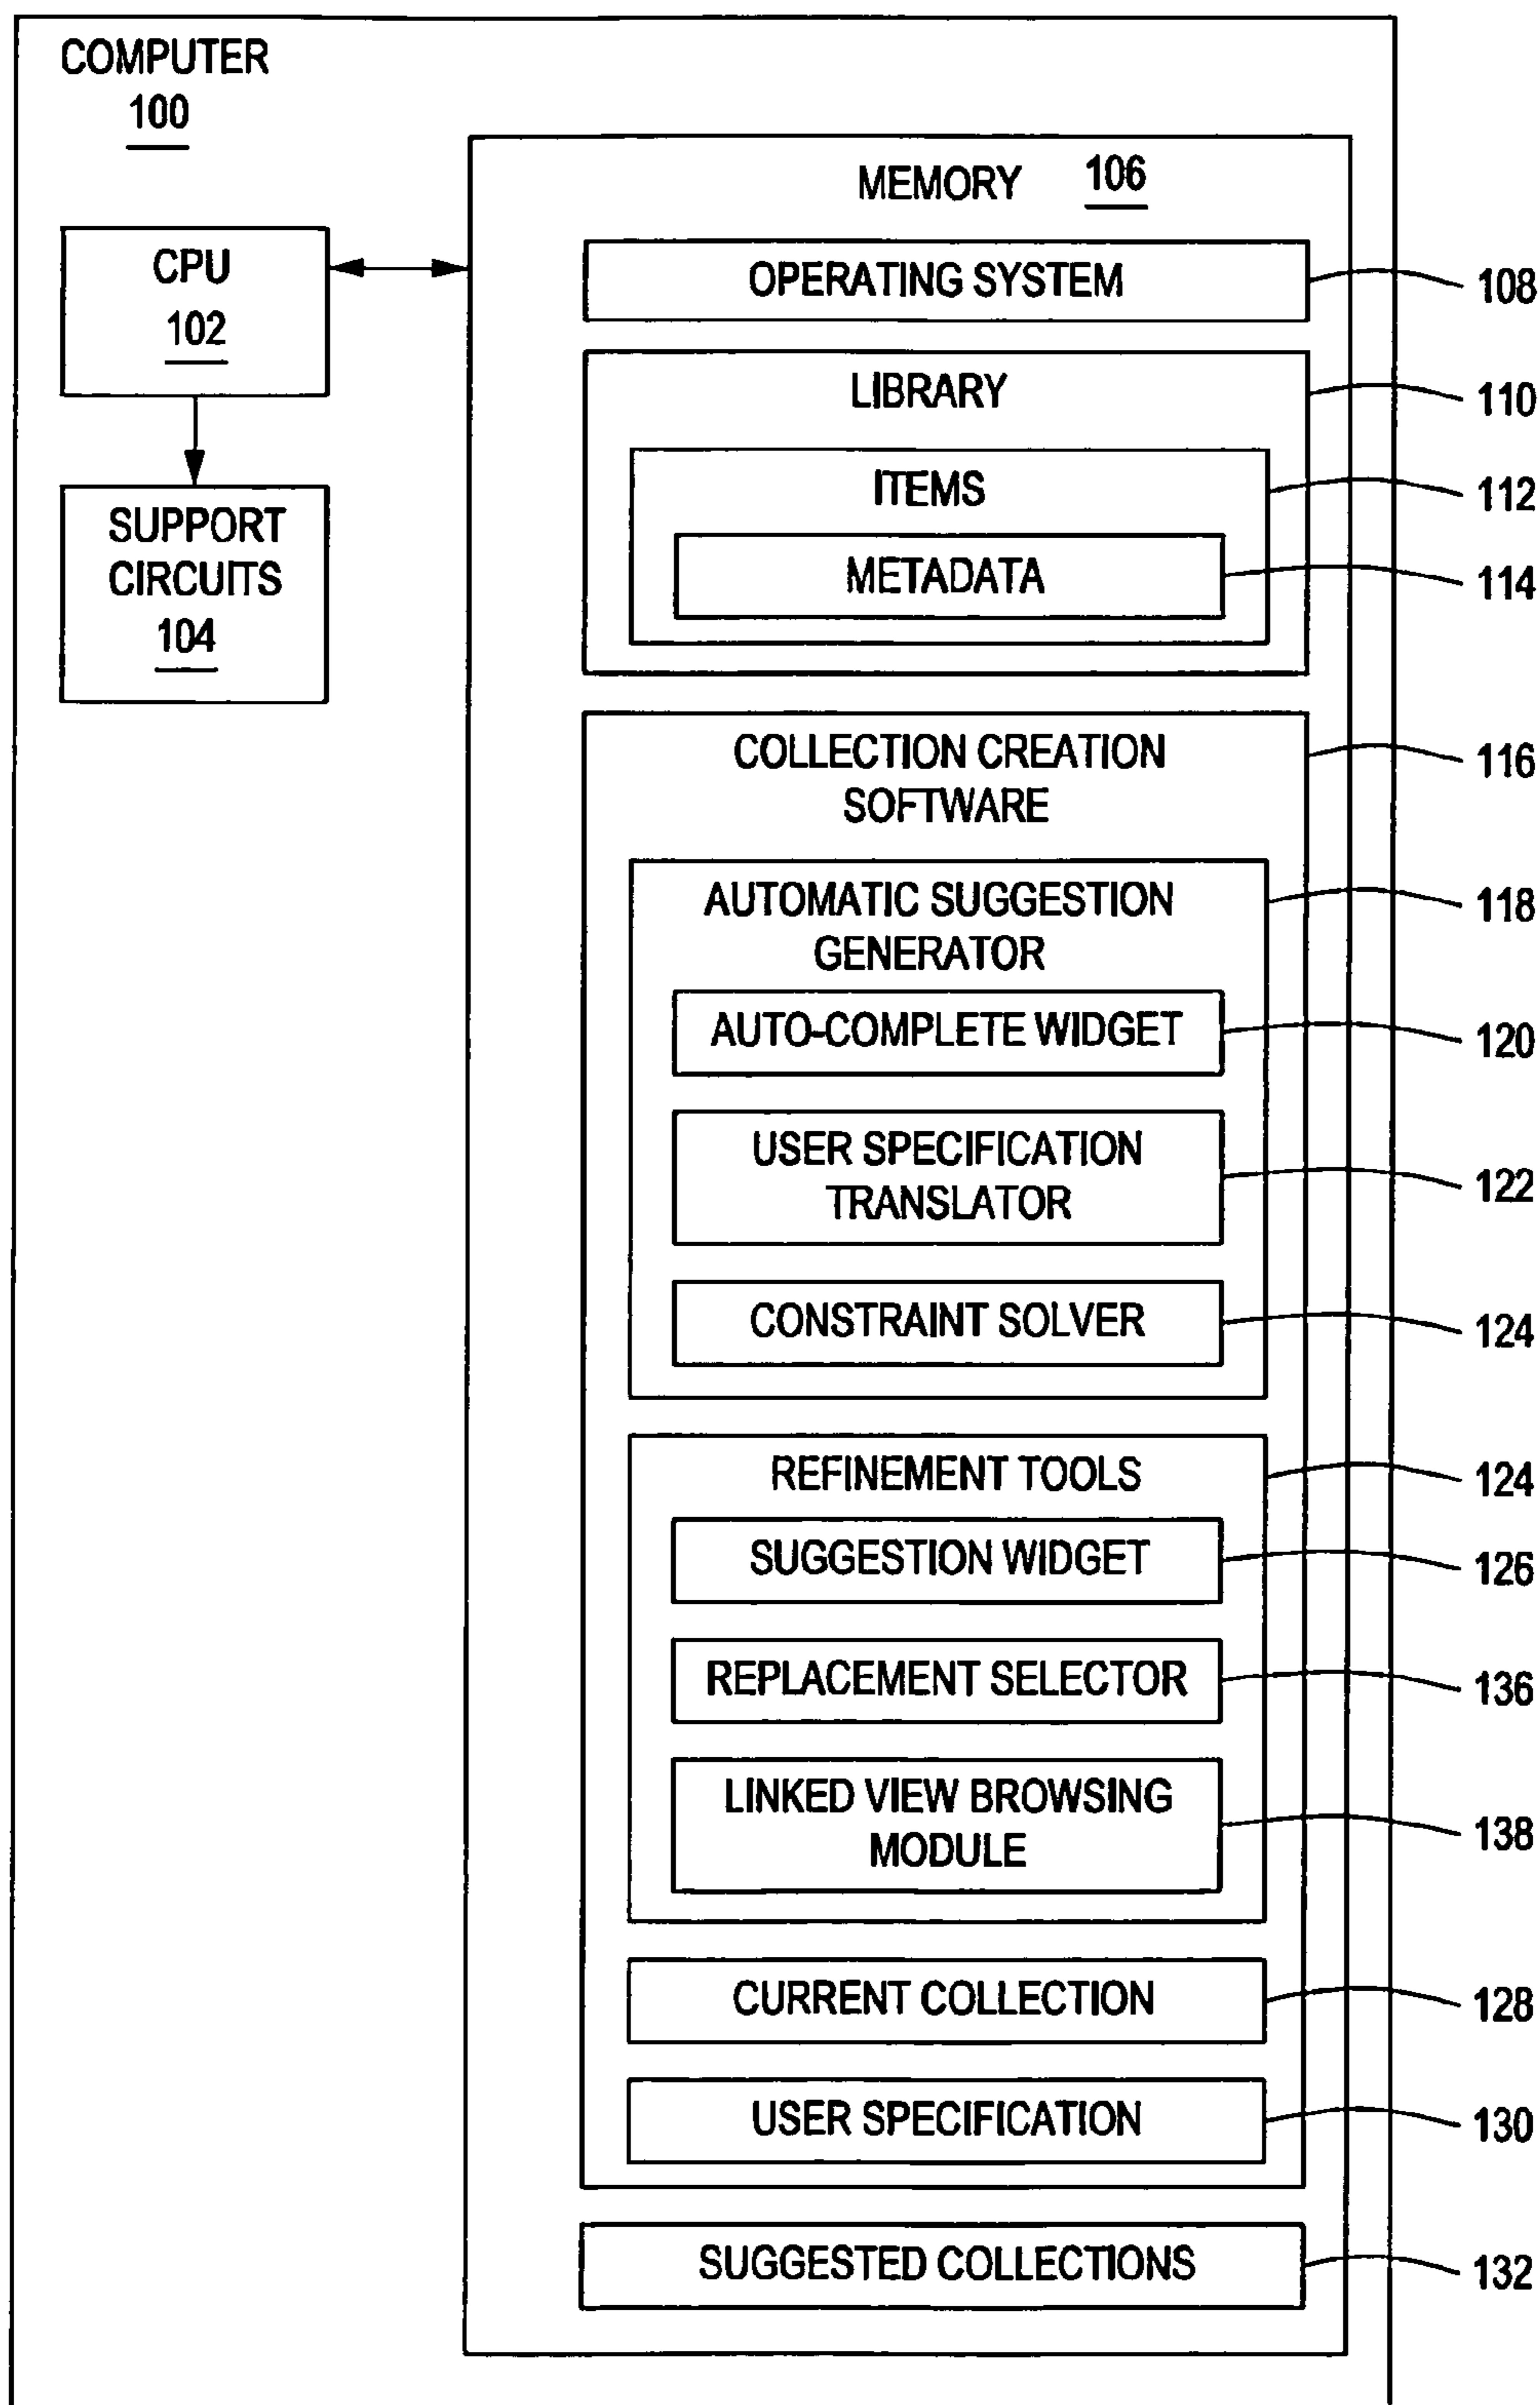 COMPUTER
100
MEMORY 106
CPU
102
OPERATING SYSTEM
108
LIBRARY
110
SUPPORT
CIRCUITS
104
ITEMS
112
METADATA
114
COLLECTION CREATION
SOFTWARE
116
AUTOMATIC SUGGESTION
GENERATOR
118
AUTO-COMPLETE WIDGET
120
USER SPECIFICATION
TRANSLATOR
122
CONSTRAINT SOLVER
124
REFINEMENT TOOLS
124
SUGGESTION WIDGET
126
REPLACEMENT SELECTOR
136
LINKED VIEW BROWSING
MODULE
138
CURRENT COLLECTION
128
USER SPECIFICATION
130
SUGGESTED COLLECTIONS
132